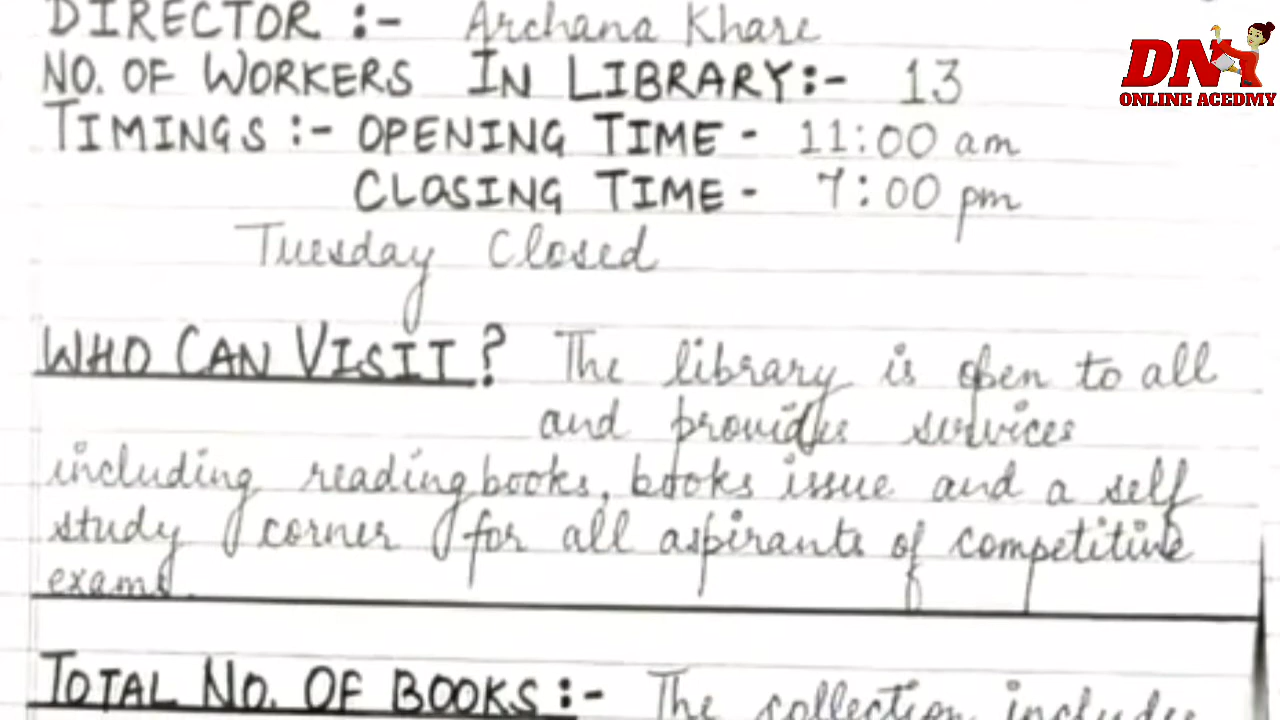 DIRECTOR :- Archana Khare
NO. OF WORKERS IN LIBRARY:- 13
TIMINGS :- OPENING TIME - 11:00 am
CLOSING TIME - 7:00 pm
Tuesday Closed
WHO CAN VISIT? The library is open to all
and provides services
including reading books, books issue and a self
study corner for all aspirants of competitive
exams.
TOTAL NO. OF BOOKS :- The collection includes
DN
ONLINE ACEDMY